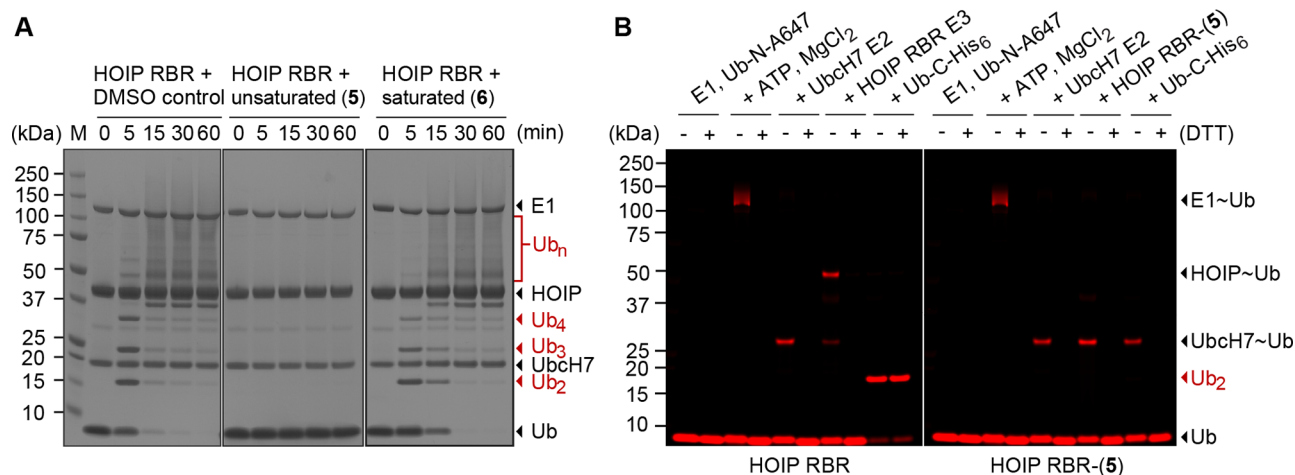 A
HOIP RBR +
DMSO control
HOIP RBR +
unsaturated (5)
HOIP RBR +
saturated (6)
(kDa) M 0 5 15 30 60 0 5 15 30 60 0 5 15 30 60 (min)
250
150
100
75
50
37
25
20
15
10
E1
Ubn
HOIP
Ub4
Ub3
UbcH7
Ub2
Ub
B
E1, Ub-N-A647
+ ATP, MgCl2
+ UbcH7 E2
+ HOIP RBR E3
+ Ub-C-His6
E1, Ub-N-A647
+ ATP, MgCl2
+ UbcH7 E2
+ HOIP RBR-(5)
+ Ub-C-His6
(kDa) - + - + - + - + - + - + - + - + - + - + (DTT)
250
150
100
75
50
37
25
20
15
10
E1~Ub
HOIP~Ub
UbcH7~Ub
Ub2
Ub
HOIP RBR
HOIP RBR-(5)